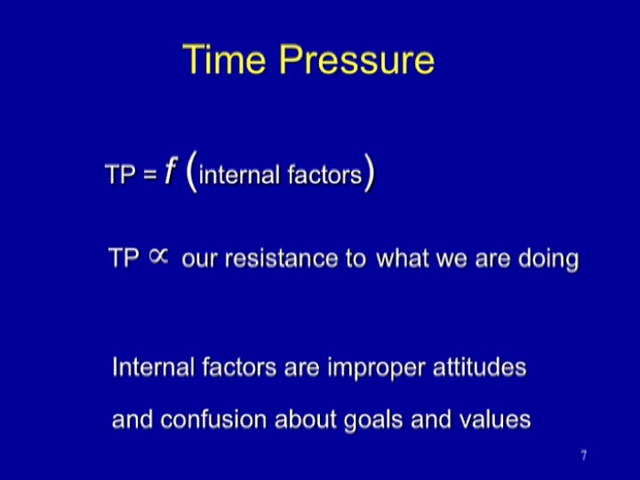 Time Pressure
TP = f (internal factors)
TP ∝ our resistance to what we are doing
Internal factors are improper attitudes
and confusion about goals and values
7